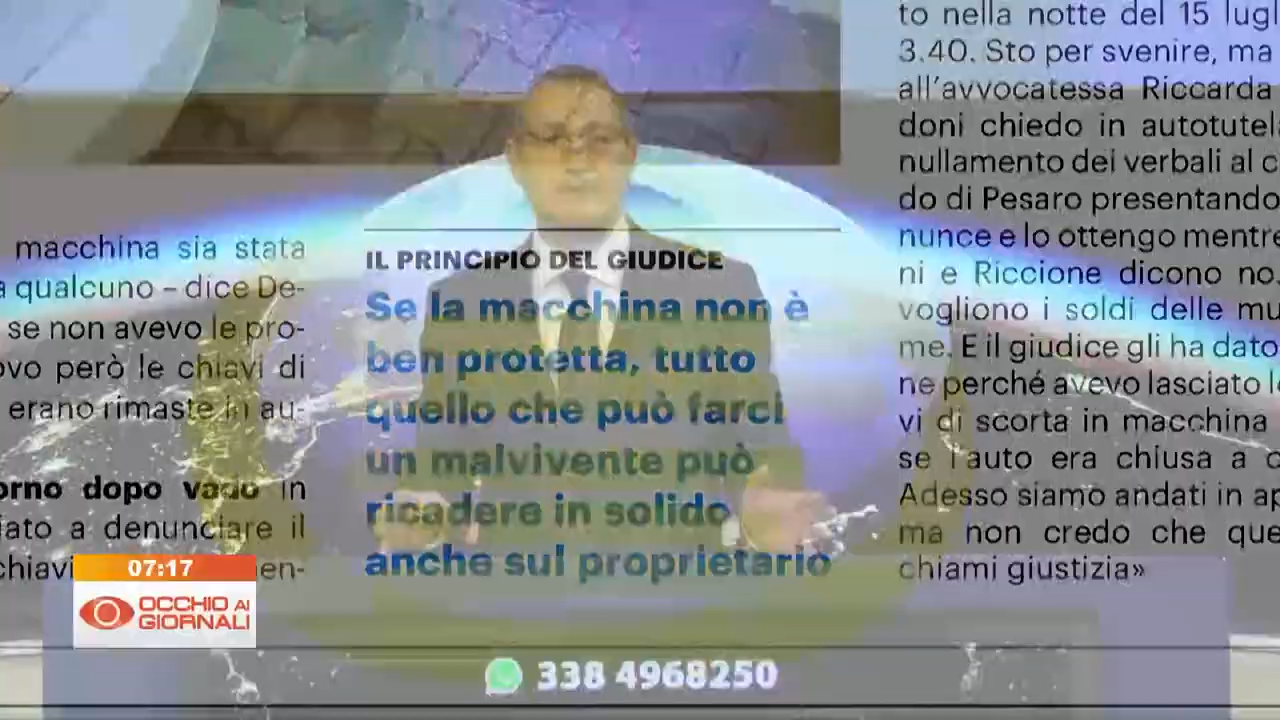 macchina sia stata
qualcuno – dice De-
se non avevo le pro-
però le chiavi di
erano rimaste in au-
dopo vado in
a denunciare il
IL PRINCIPIO DEL GIUDICE
Se la macchina non è
ben protetta, tutto
quello che può farci
un malvivente può
ricadere in solido
anche sul proprietario
to nella notte del 15 lugl
3.40. Sto per svenire, ma
all'avvocatessa Riccarda
doni chiedo in autotutel
nullamento dei verbali al c
do di Pesaro presentando
nunce e lo ottengo mentre
ni e Riccione dicono no.
vogliono i soldi delle mu
me. E il giudice gli ha dato
ne perché avevo lasciato le
vi di scorta in macchina
se l'auto era chiusa a c
Adesso siamo andati in ap
ma non credo che que
chiami giustizia»
07:17
OCCHIO AI
GIORNALI
338 4968250